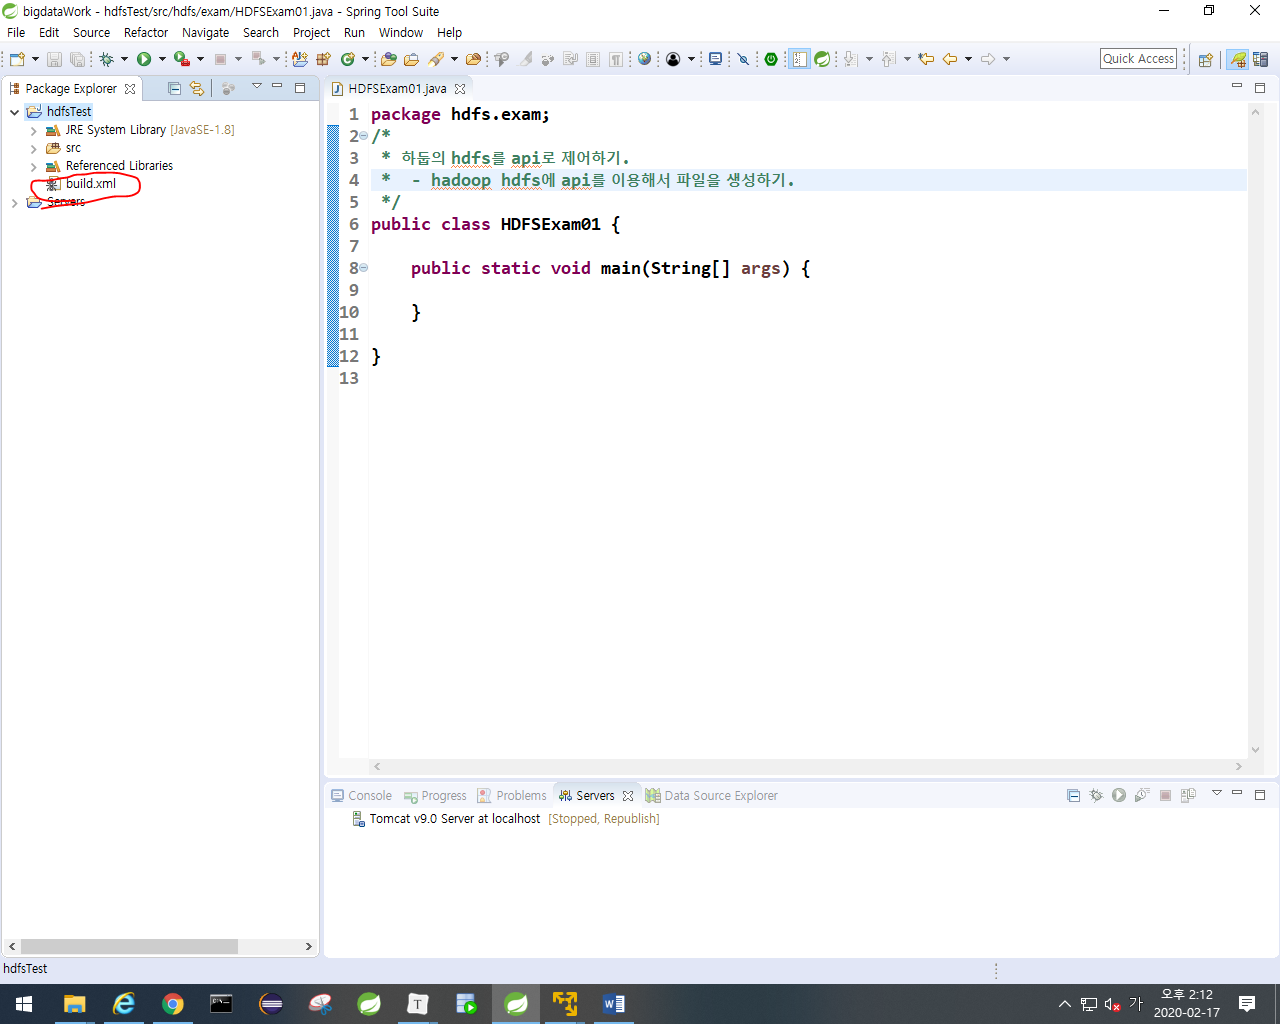 bigdataWork - hdfsTest/src/hdfs/exam/HDFSExam01.java - Spring Tool Suite
File Edit Source Refactor Navigate Search Project Run Window Help
Quick Access
Package Explorer
hdfsTest
JRE System Library [JavaSE-1.8]
src
Referenced Libraries
build.xml
Servers
HDFSExam01.java
1 package hdfs.exam;
2 /*
3  * 하둡의 hdfs를 api로 제어하기.
4  *  - hadoop hdfs에 api를 이용해서 파일을 생성하기.
5  */
6 public class HDFSExam01 {
7
8     public static void main(String[] args) {
9
10     }
11
12 }
13
Console Progress Problems Servers Data Source Explorer
Tomcat v9.0 Server at localhost [Stopped, Republish]
hdfsTest
가 오후 2:12
2020-02-17